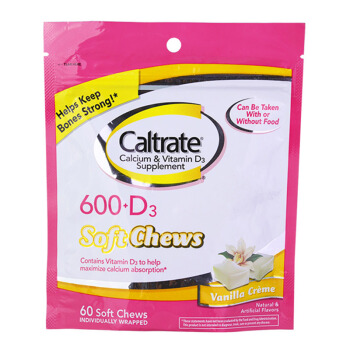 Helps Keep
Bones Strong!*
Can Be Taken
With or
Without Food
Caltrate®
Calcium & Vitamin D3
Supplement
600+D3
Soft Chews
Contains Vitamin D3 to help
maximize calcium absorption*
Vanilla Crème
Natural &
Artificial Flavors
60 Soft Chews
INDIVIDUALLY WRAPPED